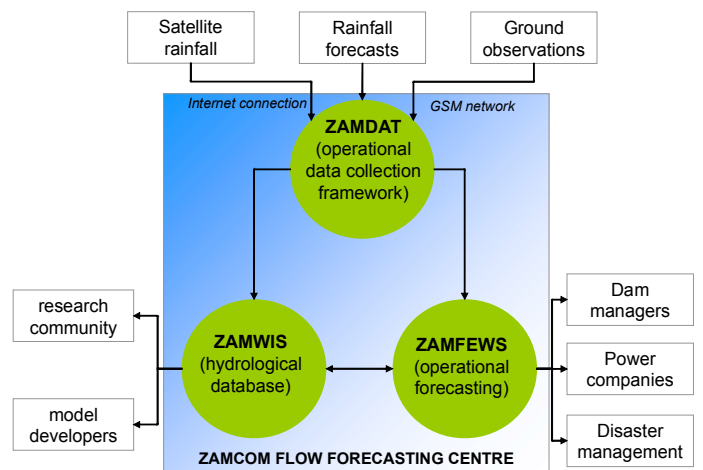 Satellite
rainfall
Rainfall
forecasts
Ground
observations
Internet connection
GSM network
ZAMDAT
(operational
data collection
framework)
research
community
model
developers
ZAMWIS
(hydrological
database)
ZAMFEWS
(operational
forecasting)
Dam
managers
Power
companies
Disaster
management
ZAMCOM FLOW FORECASTING CENTRE